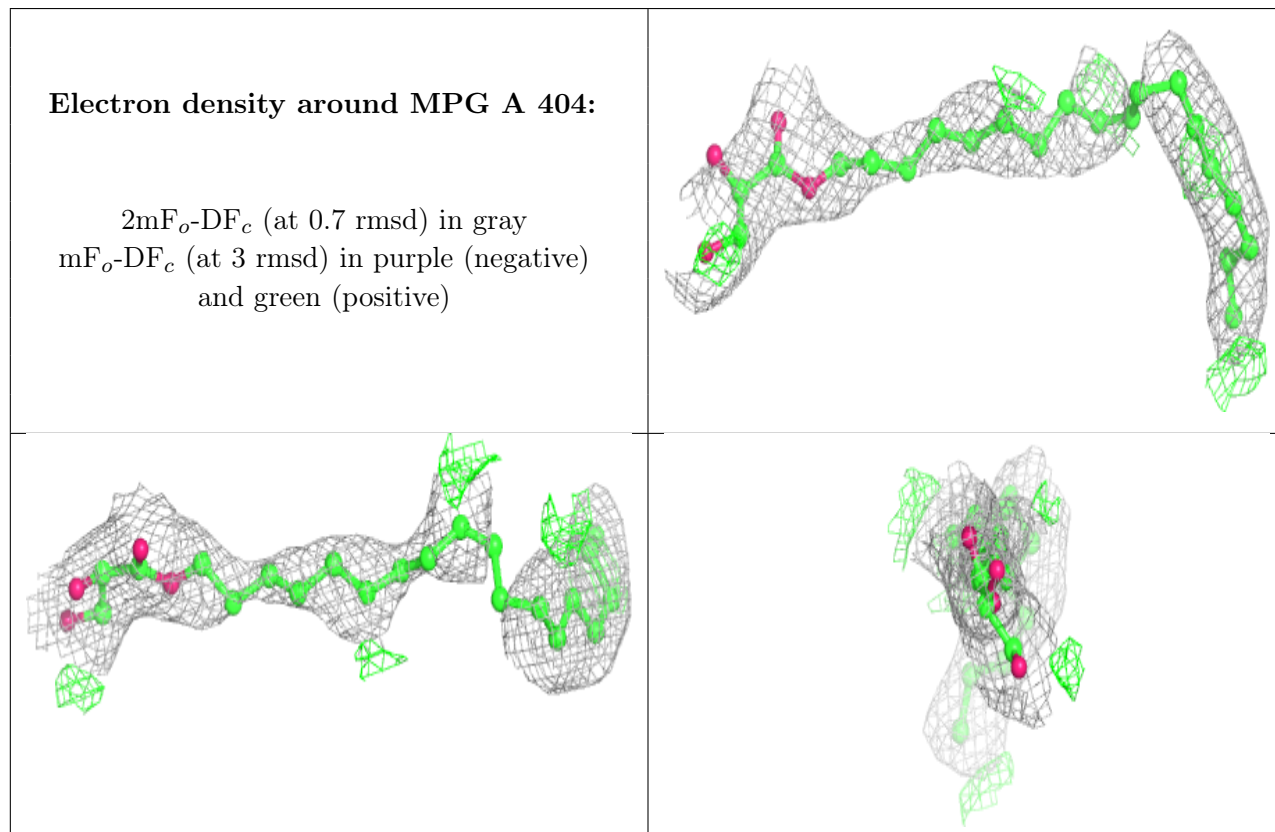 Electron density around MPG A 404:
2mFo-DFc (at 0.7 rmsd) in gray
mFo-DFc (at 3 rmsd) in purple (negative)
and green (positive)